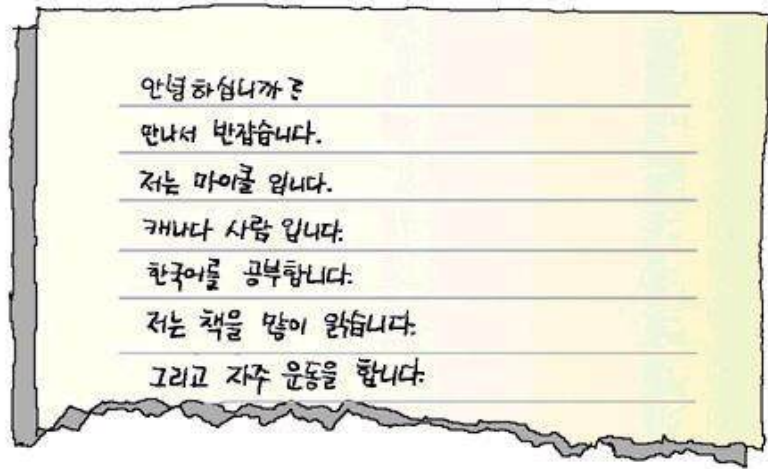 안녕하십니까?
만나서 반갑습니다.
저는 마이클 입니다.
캐나다 사람 입니다.
한국어를 공부합니다.
저는 책을 많이 읽습니다.
그리고 자주 운동을 합니다.